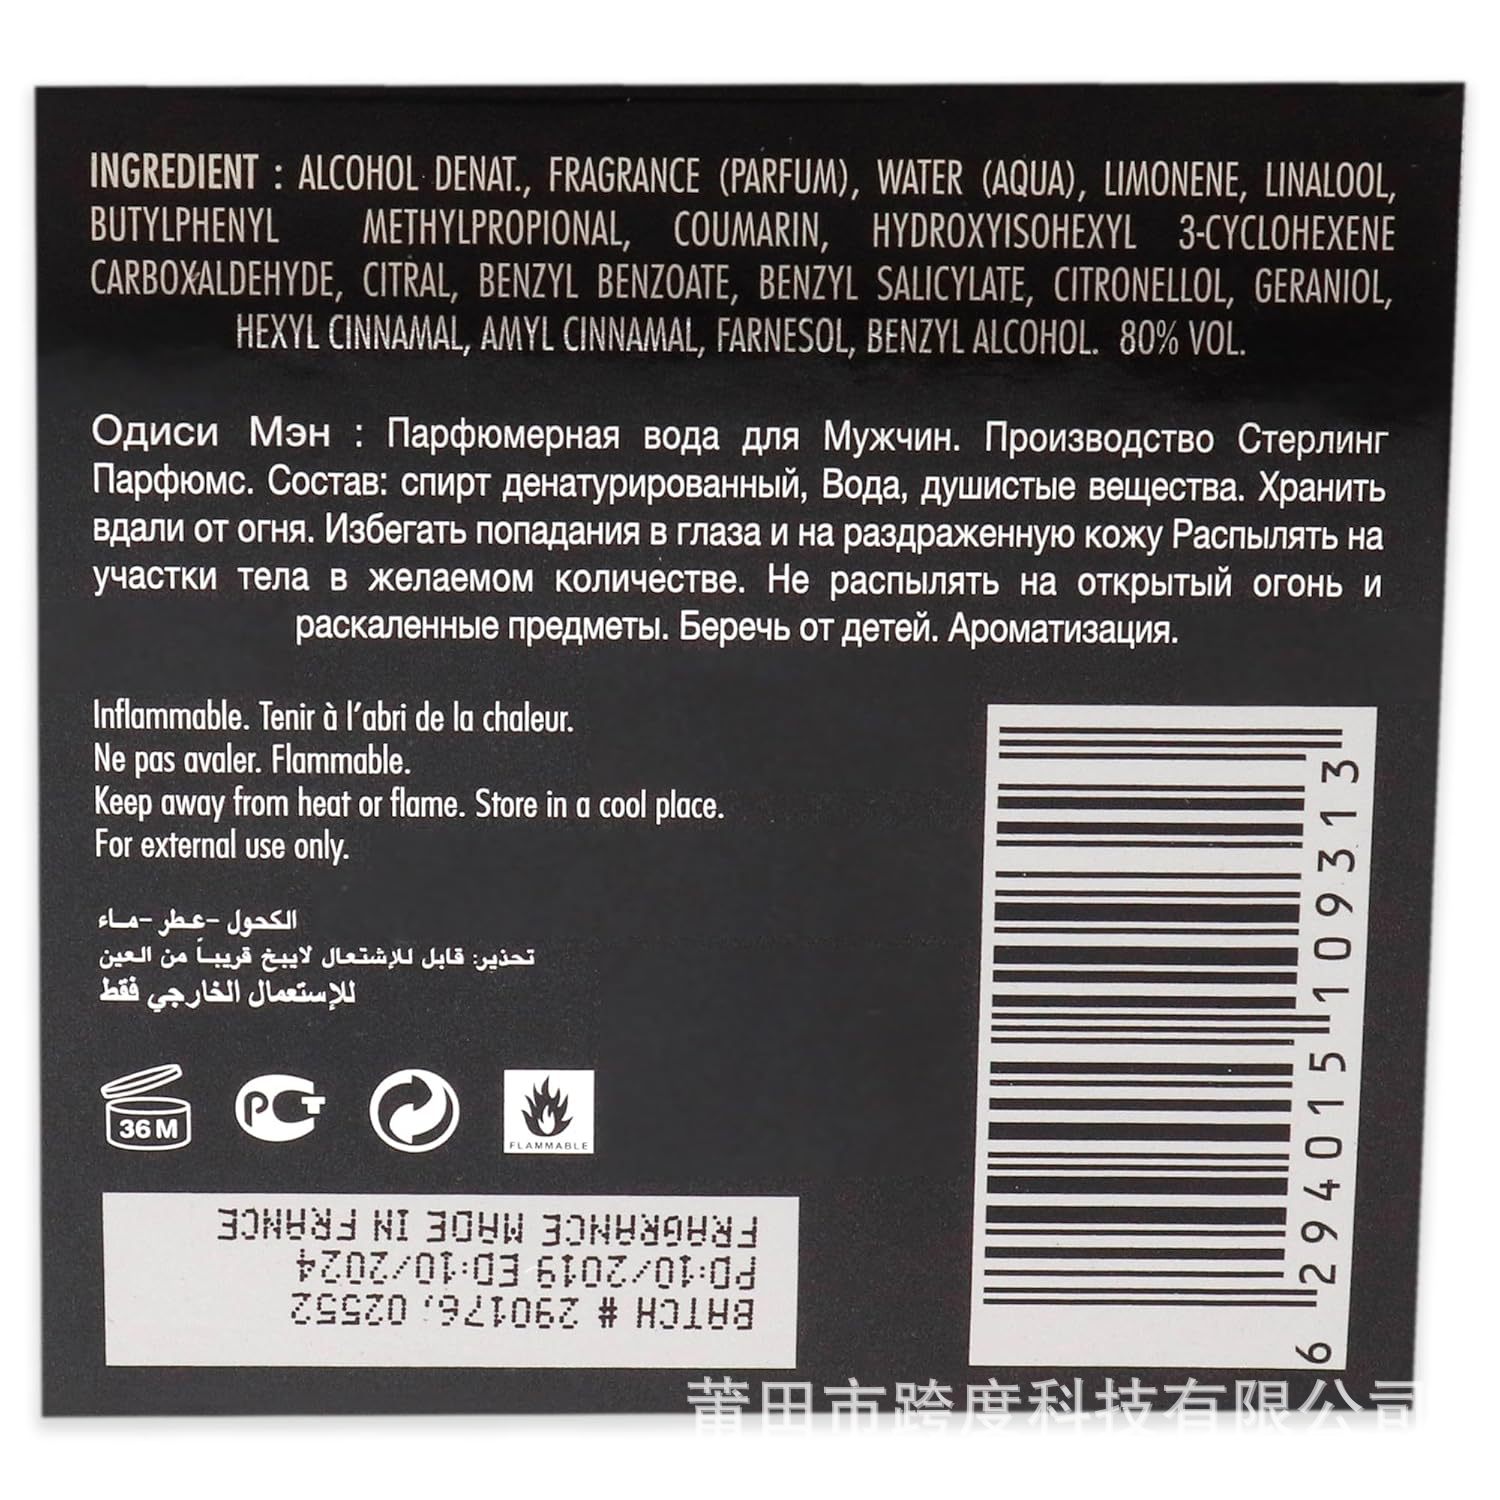 INGREDIENT : ALCOHOL DENAT., FRAGRANCE (PARFUM), WATER (AQUA), LIMONENE, LINALOOL,
BUTYLPHENYL METHYLPROPIONAL, COUMARIN, HYDROXYISOHEXYL 3-CYCLOHEXENE
CARBOXALDEHYDE, CITRAL, BENZYL BENZOATE, BENZYL SALICYLATE, CITRONELLOL, GERANIOL,
HEXYL CINNAMAL, AMYL CINNAMAL, FARNESOL, BENZYL ALCOHOL. 80% VOL.
Одиси Мэн : Парфюмерная вода для Мужчин. Производство Стерлинг
Парфюмс. Состав: спирт денатурированный, Вода, душистые вещества. Хранить
вдали от огня. Избегать попадания в глаза и на раздраженную кожу Распылять на
участки тела в желаемом количестве. Не распылять на открытый огонь и
раскаленные предметы. Беречь от детей. Ароматизация.
Inflammable. Tenir à l'abri de la chaleur.
Ne pas avaler. Flammable.
Keep away from heat or flame. Store in a cool place.
For external use only.
الكحول -عطر -ماء
تحذير: قابل للإشتعال لايبخ قريباً من العين
للإستعمال الخارجي فقط
36 M
РСТ
FLAMMABLE
BATCH # 290176, 02552
PD:10/2019 ED:10/2024
FRAGRANCE MADE IN FRANCE
6 294015 109313
莆田市跨度科技有限公司